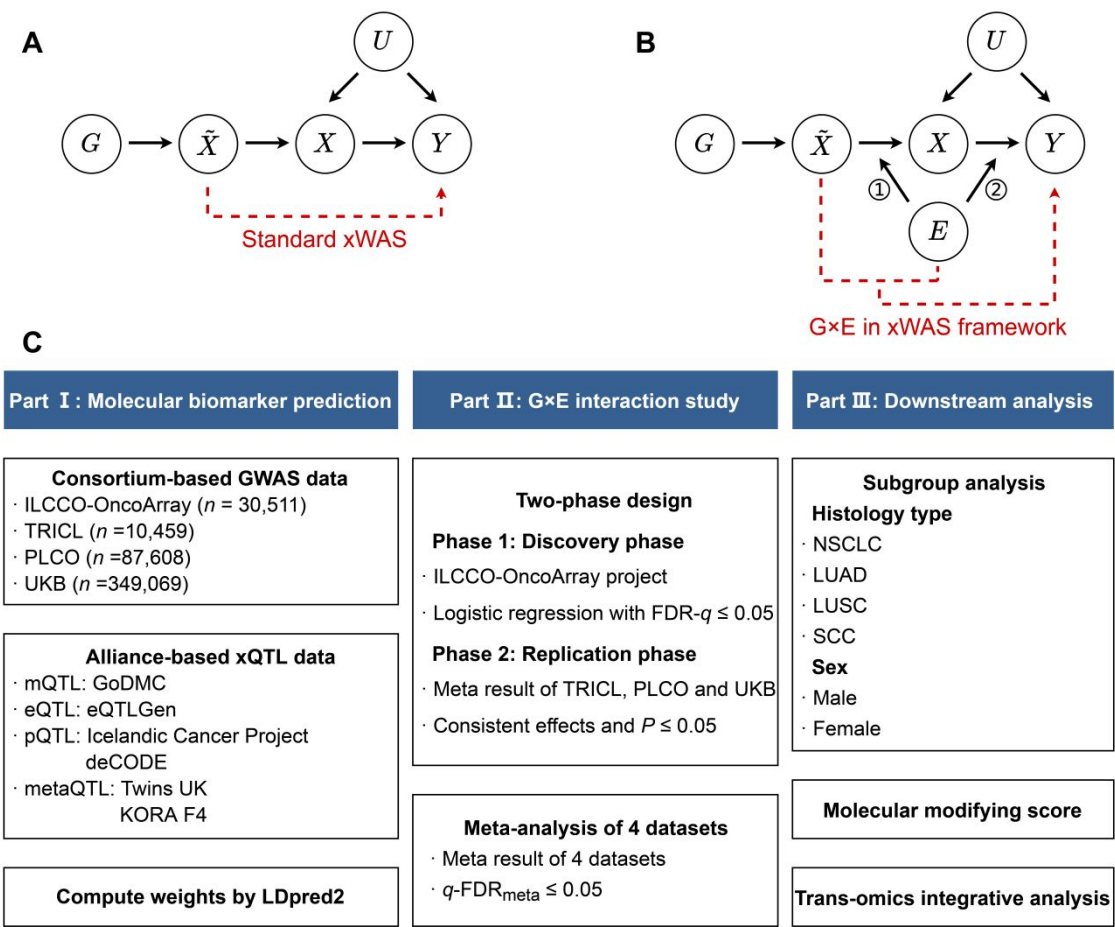 A
U
G
X̃
X
Y
Standard xWAS
B
U
G
X̃
X
Y
①
②
E
G×E in xWAS framework
C
Part Ⅰ: Molecular biomarker prediction
Consortium-based GWAS data
· ILCCO-OncoArray (n = 30,511)
· TRICL (n =10,459)
· PLCO (n =87,608)
· UKB (n =349,069)
Alliance-based xQTL data
· mQTL: GoDMC
· eQTL: eQTLGen
· pQTL: Icelandic Cancer Project
deCODE
· metaQTL: Twins UK
KORA F4
Compute weights by LDpred2
Part Ⅱ: G×E interaction study
Two-phase design
Phase 1: Discovery phase
· ILCCO-OncoArray project
· Logistic regression with FDR-q ≤ 0.05
Phase 2: Replication phase
· Meta result of TRICL, PLCO and UKB
· Consistent effects and P ≤ 0.05
Meta-analysis of 4 datasets
· Meta result of 4 datasets
· q-FDRmeta ≤ 0.05
Part Ⅲ: Downstream analysis
Subgroup analysis
Histology type
· NSCLC
· LUAD
· LUSC
· SCC
Sex
· Male
· Female
Molecular modifying score
Trans-omics integrative analysis